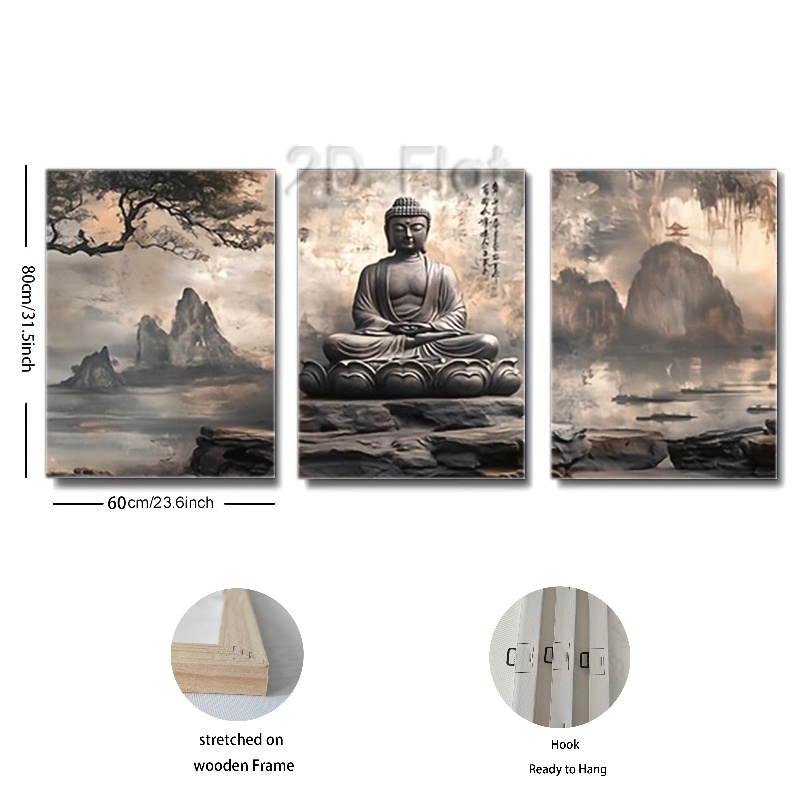 2D Flat
80cm/31.5inch
60cm/23.6inch
stretched on
wooden Frame
Hook
Ready to Hang